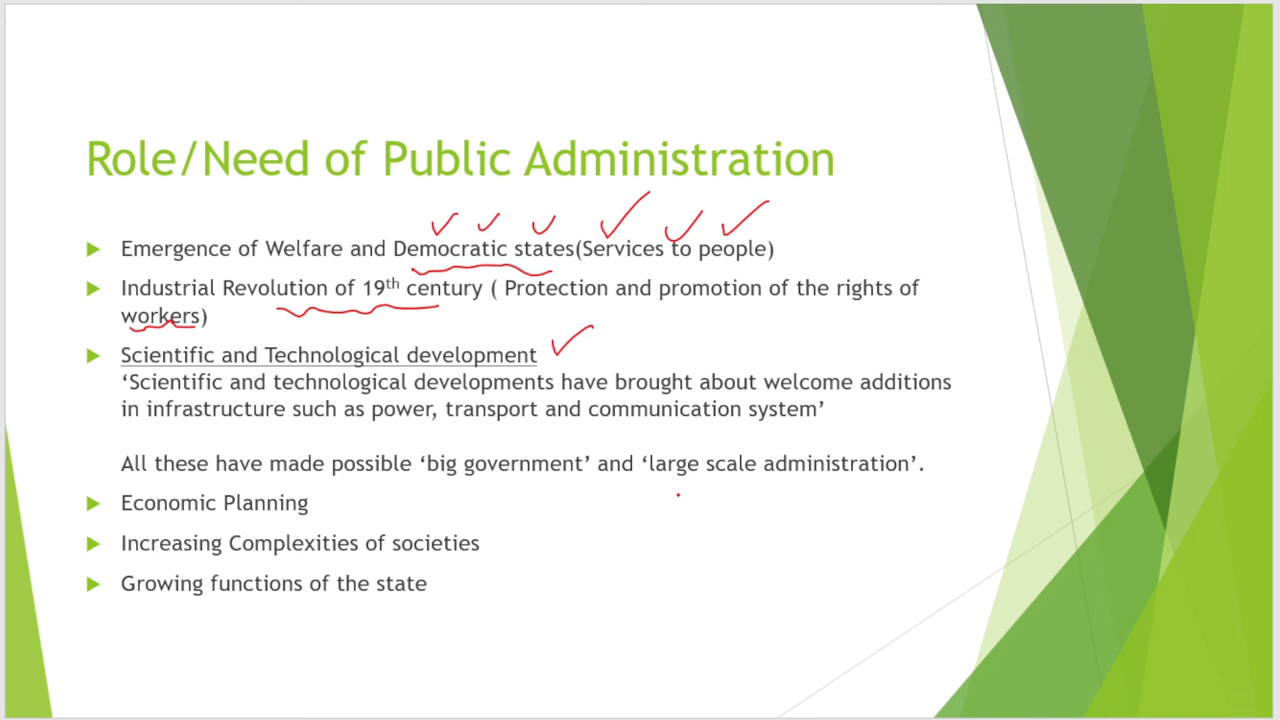 Role/Need of Public Administration
Emergence of Welfare and Democratic states(Services to people)
Industrial Revolution of 19th century ( Protection and promotion of the rights of
workers)
Scientific and Technological development
‘Scientific and technological developments have brought about welcome additions
in infrastructure such as power, transport and communication system’
All these have made possible ‘big government’ and ‘large scale administration’.
Economic Planning
Increasing Complexities of societies
Growing functions of the state